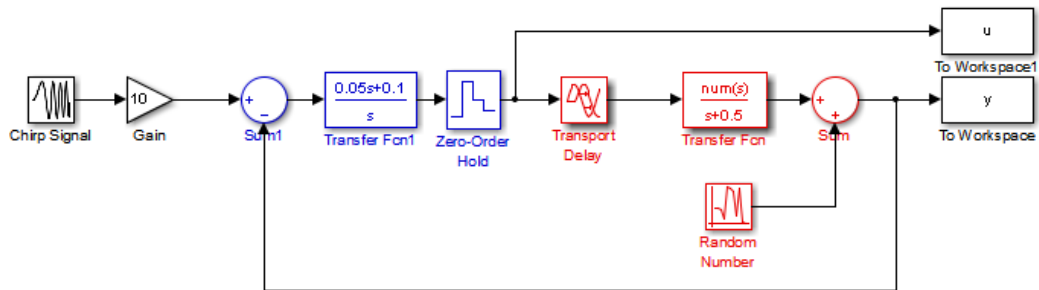 u
To Workspace1
10
+
−
0.05s+0.1
s
num(s)
s+0.5
+
+
y
Chirp Signal
Gain
Sum1
Transfer Fcn1
Zero-Order
Hold
Transport
Delay
Transfer Fcn
Sum
To Workspace
Random
Number